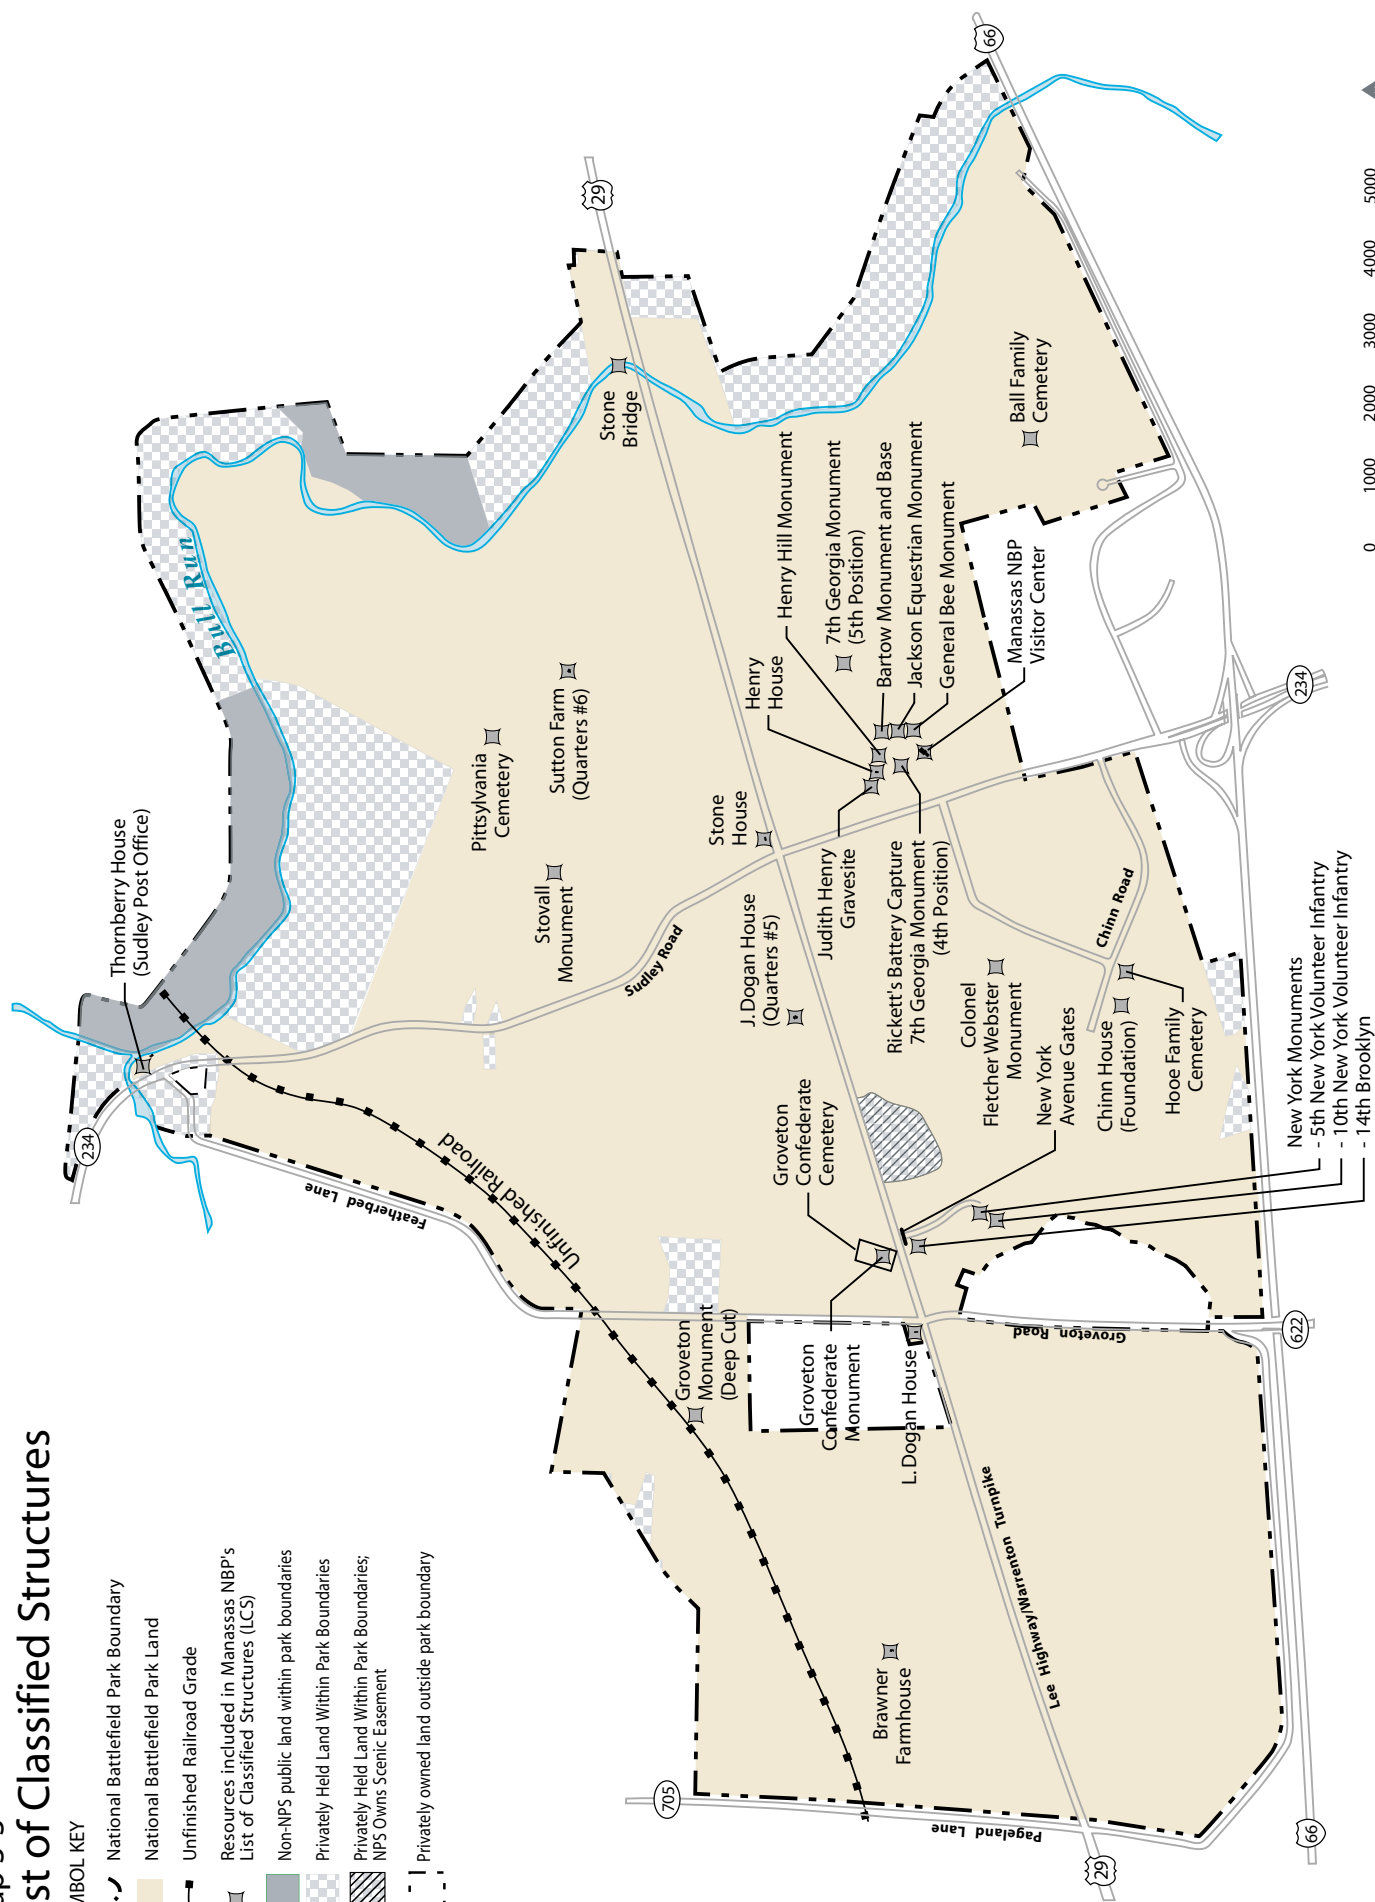 st of Classified Structures
MBOL KEY
National Battlefield Park Boundary
National Battlefield Park Land
Unfinished Railroad Grade
Resources included in Manassas NBP's
List of Classified Structures (LCS)
Non-NPS public land within park boundaries
Privately Held Land Within Park Boundaries
Privately Held Land Within Park Boundaries;
NPS Owns Scenic Easement
Privately owned land outside park boundary
234
Thornberry House
(Sudley Post Office)
Bull Run
Featherbed Lane
Unfinished Railroad
Sudley Road
Pittsylvania
Cemetery
Sutton Farm
(Quarters #6)
Stovall
Monument
Stone
Bridge
29
66
Stone
House
J.Dogan House
(Quarters #5)
Henry
House
Henry Hill Monument
7th Georgia Monument
(5th Position)
Bartow Monument and Base
Jackson Equestrian Monument
General Bee Monument
Manassas NBP
Visitor Center
Ball Family
Cemetery
Judith Henry
Gravesite
Rickett's Battery Capture
7th Georgia Monument
(4th Position)
Colonel
Fletcher Webster
Monument
New York
Avenue Gates
Chinn House
(Foundation)
Chinn Road
Hooe Family
Cemetery
234
Groveton
Confederate
Cemetery
Groveton
Monument
(Deep Cut)
Groveton
Confederate
Monument
L.Dogan House
Groveton Road
New York Monuments
- 5th New York Volunteer Infantry
- 10th New York Volunteer Infantry
- 14th Brooklyn
622
Brawner
Farmhouse
Lee Highway/Warrenton Turnpike
705
Pageland Lane
29
66
0 1000 2000 3000 4000 5000